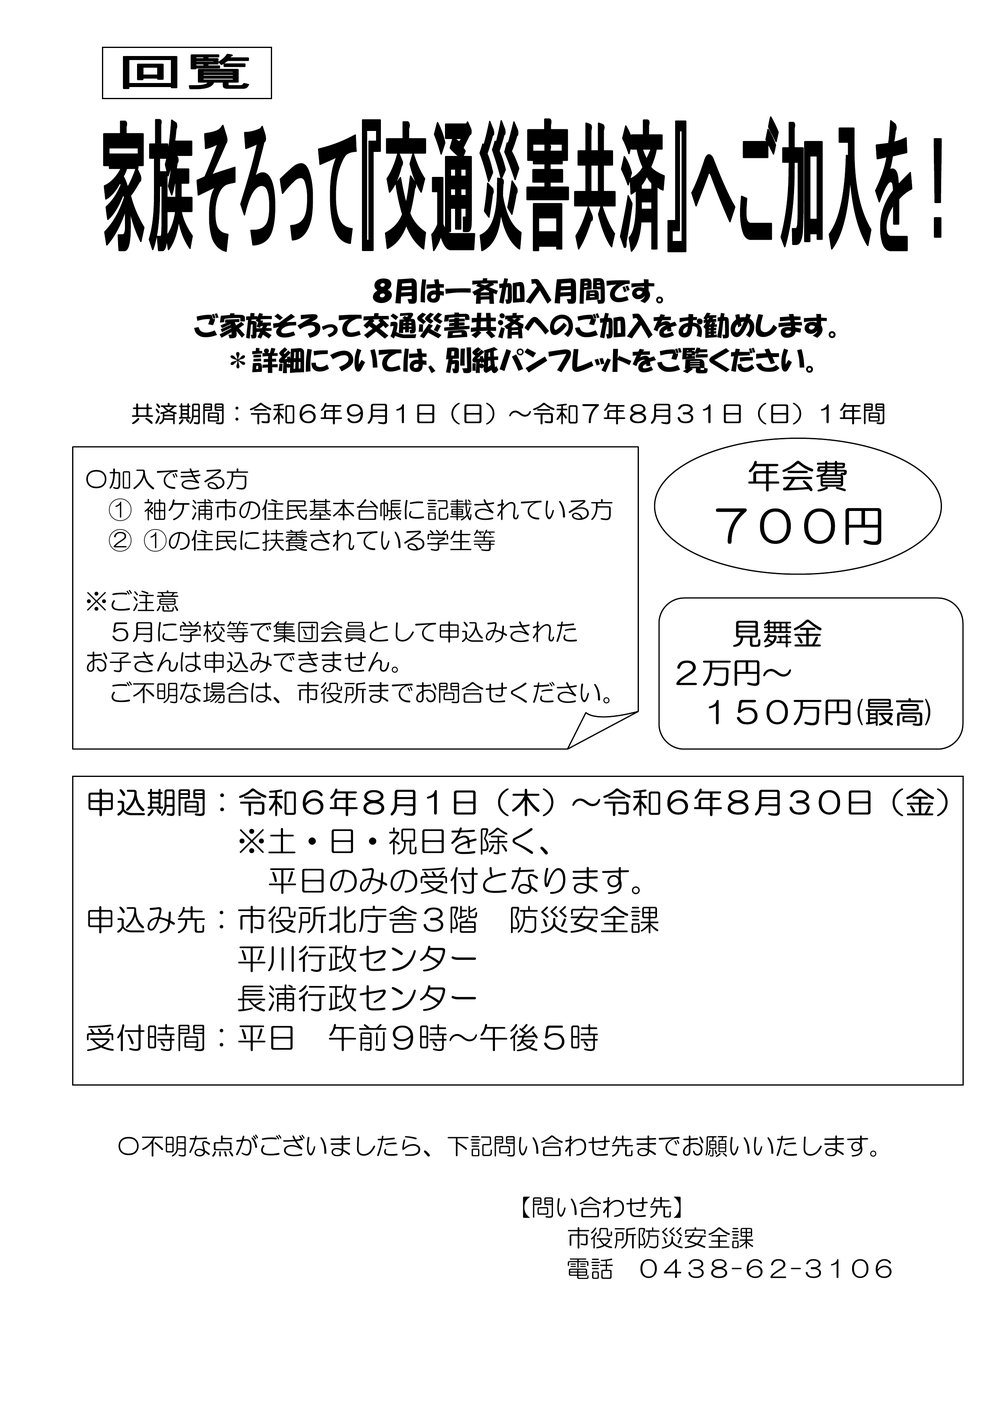 回覧
家族そろって『交通災害共済』へご加入を！
８月は一斉加入月間です。
ご家族そろって交通災害共済へのご加入をお勧めします。
＊詳細については、別紙パンフレットをご覧ください。
共済期間：令和６年９月１日（日）～令和７年８月３１日（日）１年間
〇加入できる方
① 袖ケ浦市の住民基本台帳に記載されている方
② ①の住民に扶養されている学生等
※ご注意
５月に学校等で集団会員として申込みされた
お子さんは申込みできません。
ご不明な場合は、市役所までお問合せください。
年会費
７００円
見舞金
２万円～
１５０万円(最高)
申込期間：令和６年８月１日（木）～令和６年８月３０日（金）
※土・日・祝日を除く、
平日のみの受付となります。
申込み先：市役所北庁舎３階　防災安全課
平川行政センター
長浦行政センター
受付時間：平日　午前９時～午後５時
〇不明な点がございましたら、下記問い合わせ先までお願いいたします。
【問い合わせ先】
市役所防災安全課
電話　０４３８-６２-３１０６